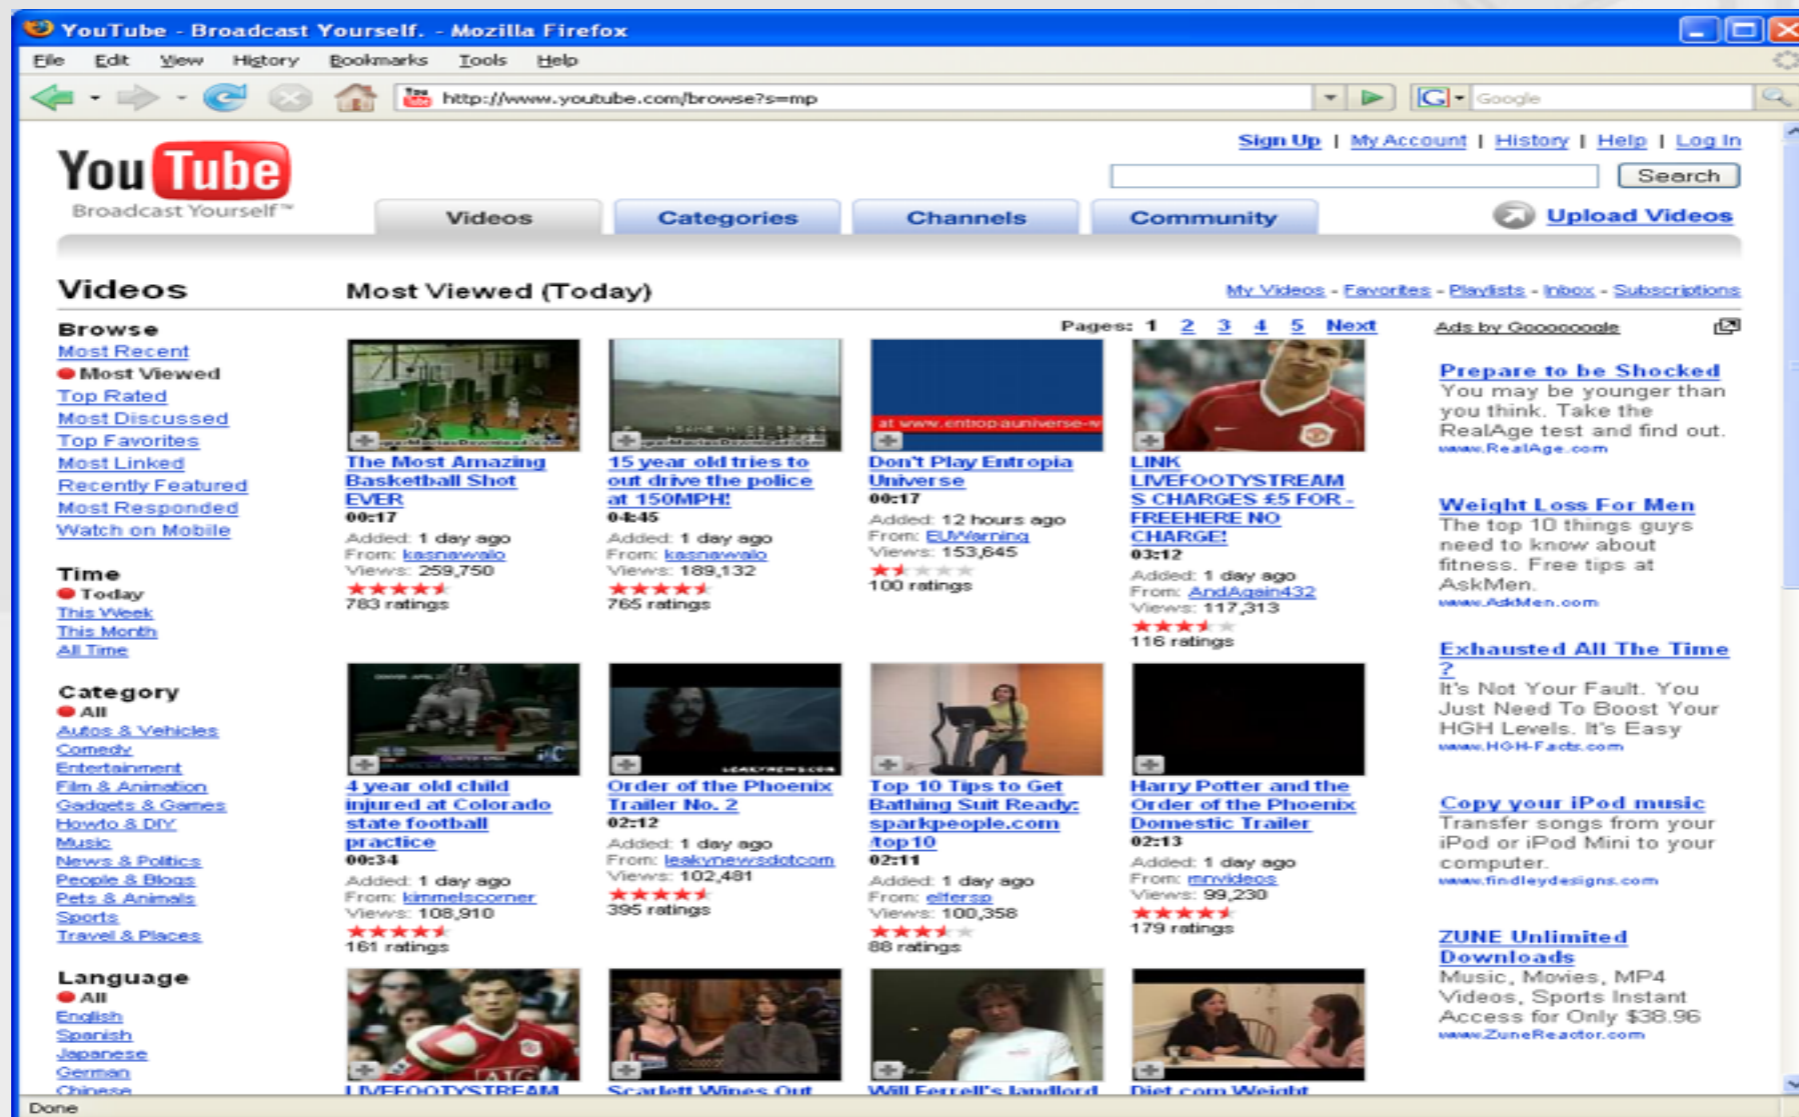 YouTube - Broadcast Yourself. - Mozilla Firefox
File Edit View History Bookmarks Tools Help
http://www.youtube.com/browse?s=mp
Google
Sign Up | My Account | History | Help | Log In
You Tube
Broadcast Yourself™
Search
Videos Categories Channels Community Upload Videos
Videos
Most Viewed (Today)
My Videos - Favorites - Playlists - Inbox - Subscriptions
Browse
Most Recent
Most Viewed
Top Rated
Most Discussed
Top Favorites
Most Linked
Recently Featured
Most Responded
Watch on Mobile
Time
Today
This Week
This Month
All Time
Category
All
Autos & Vehicles
Comedy
Entertainment
Film & Animation
Gadgets & Games
Howto & DIY
Music
News & Politics
People & Blogs
Pets & Animals
Sports
Travel & Places
Language
All
English
Spanish
Japanese
German
Chinese
Pages: 1 2 3 4 5 Next
The Most Amazing
Basketball Shot
EVER
00:17
Added: 1 day ago
From: kasnawalo
Views: 259,750
783 ratings
15 year old tries to
out drive the police
at 150MPH!
04:45
Added: 1 day ago
From: kasnawalo
Views: 189,132
765 ratings
at www.entropiauniverse-w
Don't Play Entropia
Universe
00:17
Added: 12 hours ago
From: EUWarning
Views: 153,645
100 ratings
LINK
LIVEFOOTYSTREAM
S CHARGES £5 FOR -
FREEHERE NO
CHARGE!
03:12
Added: 1 day ago
From: AndAgain432
Views: 117,313
116 ratings
4 year old child
injured at Colorado
state football
practice
00:34
Added: 1 day ago
From: kimmelscorner
Views: 108,910
161 ratings
LEAKYNEWS.COM
Order of the Phoenix
Trailer No. 2
02:12
Added: 1 day ago
From: leakynewsdotcom
Views: 102,481
395 ratings
Top 10 Tips to Get
Bathing Suit Ready:
sparkpeople.com
/top10
02:11
Added: 1 day ago
From: eltersp
Views: 100,358
88 ratings
Harry Potter and the
Order of the Phoenix
Domestic Trailer
02:13
Added: 1 day ago
From: mnvideos
Views: 99,230
179 ratings
AIG
LIVEFOOTYSTREAM
Scarlett Wipes Out
Will Ferrell's landlord
Diet.com Weight
Ads by Goooooogle
Prepare to be Shocked
You may be younger than
you think. Take the
RealAge test and find out.
www.RealAge.com
Weight Loss For Men
The top 10 things guys
need to know about
fitness. Free tips at
AskMen.
www.AskMen.com
Exhausted All The Time
?
It's Not Your Fault. You
Just Need To Boost Your
HGH Levels. It's Easy
www.HGH-Facts.com
Copy your iPod music
Transfer songs from your
iPod or iPod Mini to your
computer.
www.findleydesigns.com
ZUNE Unlimited
Downloads
Music, Movies, MP4
Videos, Sports Instant
Access for Only $38.96
www.ZuneReactor.com
Done